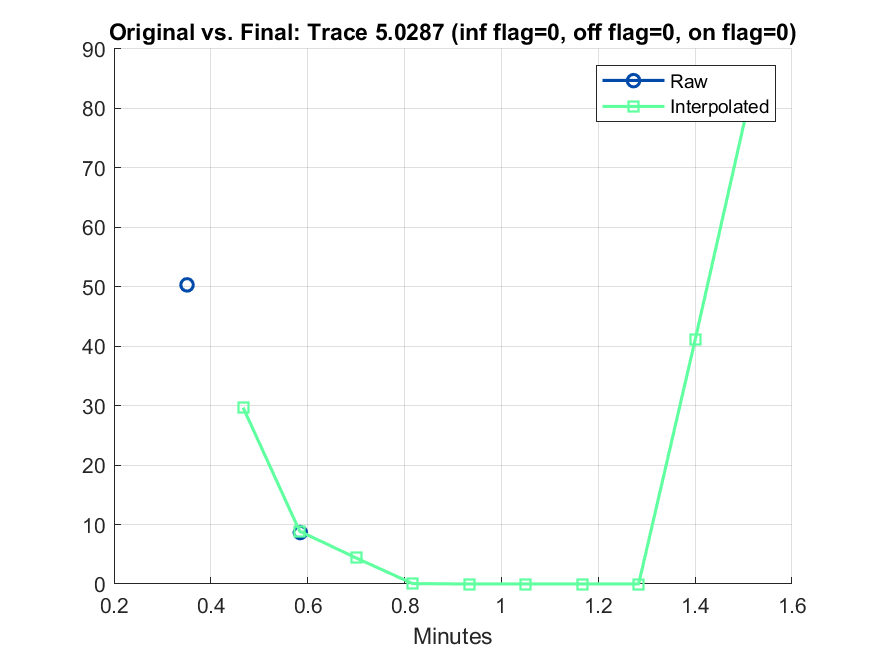 Original vs. Final: Trace 5.0287 (inf flag=0, off flag=0, on flag=0)
90
80
70
60
50
40
30
20
10
0
Raw
Interpolated
0.2 0.4 0.6 0.8 1 1.2 1.4 1.6
Minutes